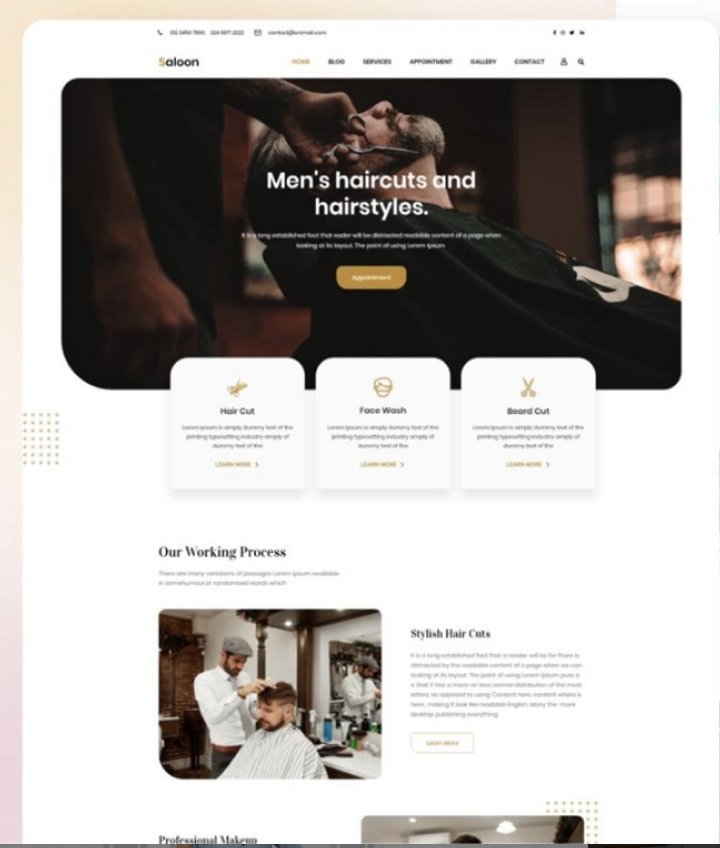 contact@unimail.com
Saloon
HOME BLOG SERVICES APPOINTMENT GALLERY CONTACT
Men's haircuts and
hairstyles.
It is a long established fact that reader will be distracted readable content of a page when
looking at its layout. The point of using Lorem Ipsum
Appointment
Hair Cut
Lorem Ipsum is simply dummy text of the
printing typesetting industry simply of
dummy text of the
LEARN MORE
Face Wash
Lorem Ipsum is simply dummy text of the
printing typesetting industry simply of
dummy text of the
LEARN MORE
Beard Cut
Lorem Ipsum is simply dummy text of the
printing typesetting industry simply of
dummy text of the
LEARN MORE
Our Working Process
There are many variations of passages Lorem Ipsum available
in somehumour or randomised words which
Stylish Hair Cuts
It is a long established fact that a reader will be for there is
distracted by the readable content of a page when we can
looking at its layout. The point of using Lorem Ipsum pure a
is that it has a more-or-less normal distribution of the most
letters, as opposed to using 'Content here, content where is
here', making it look like readable English. Many the more
desktop publishing everything
Learn More
Professional Makeup